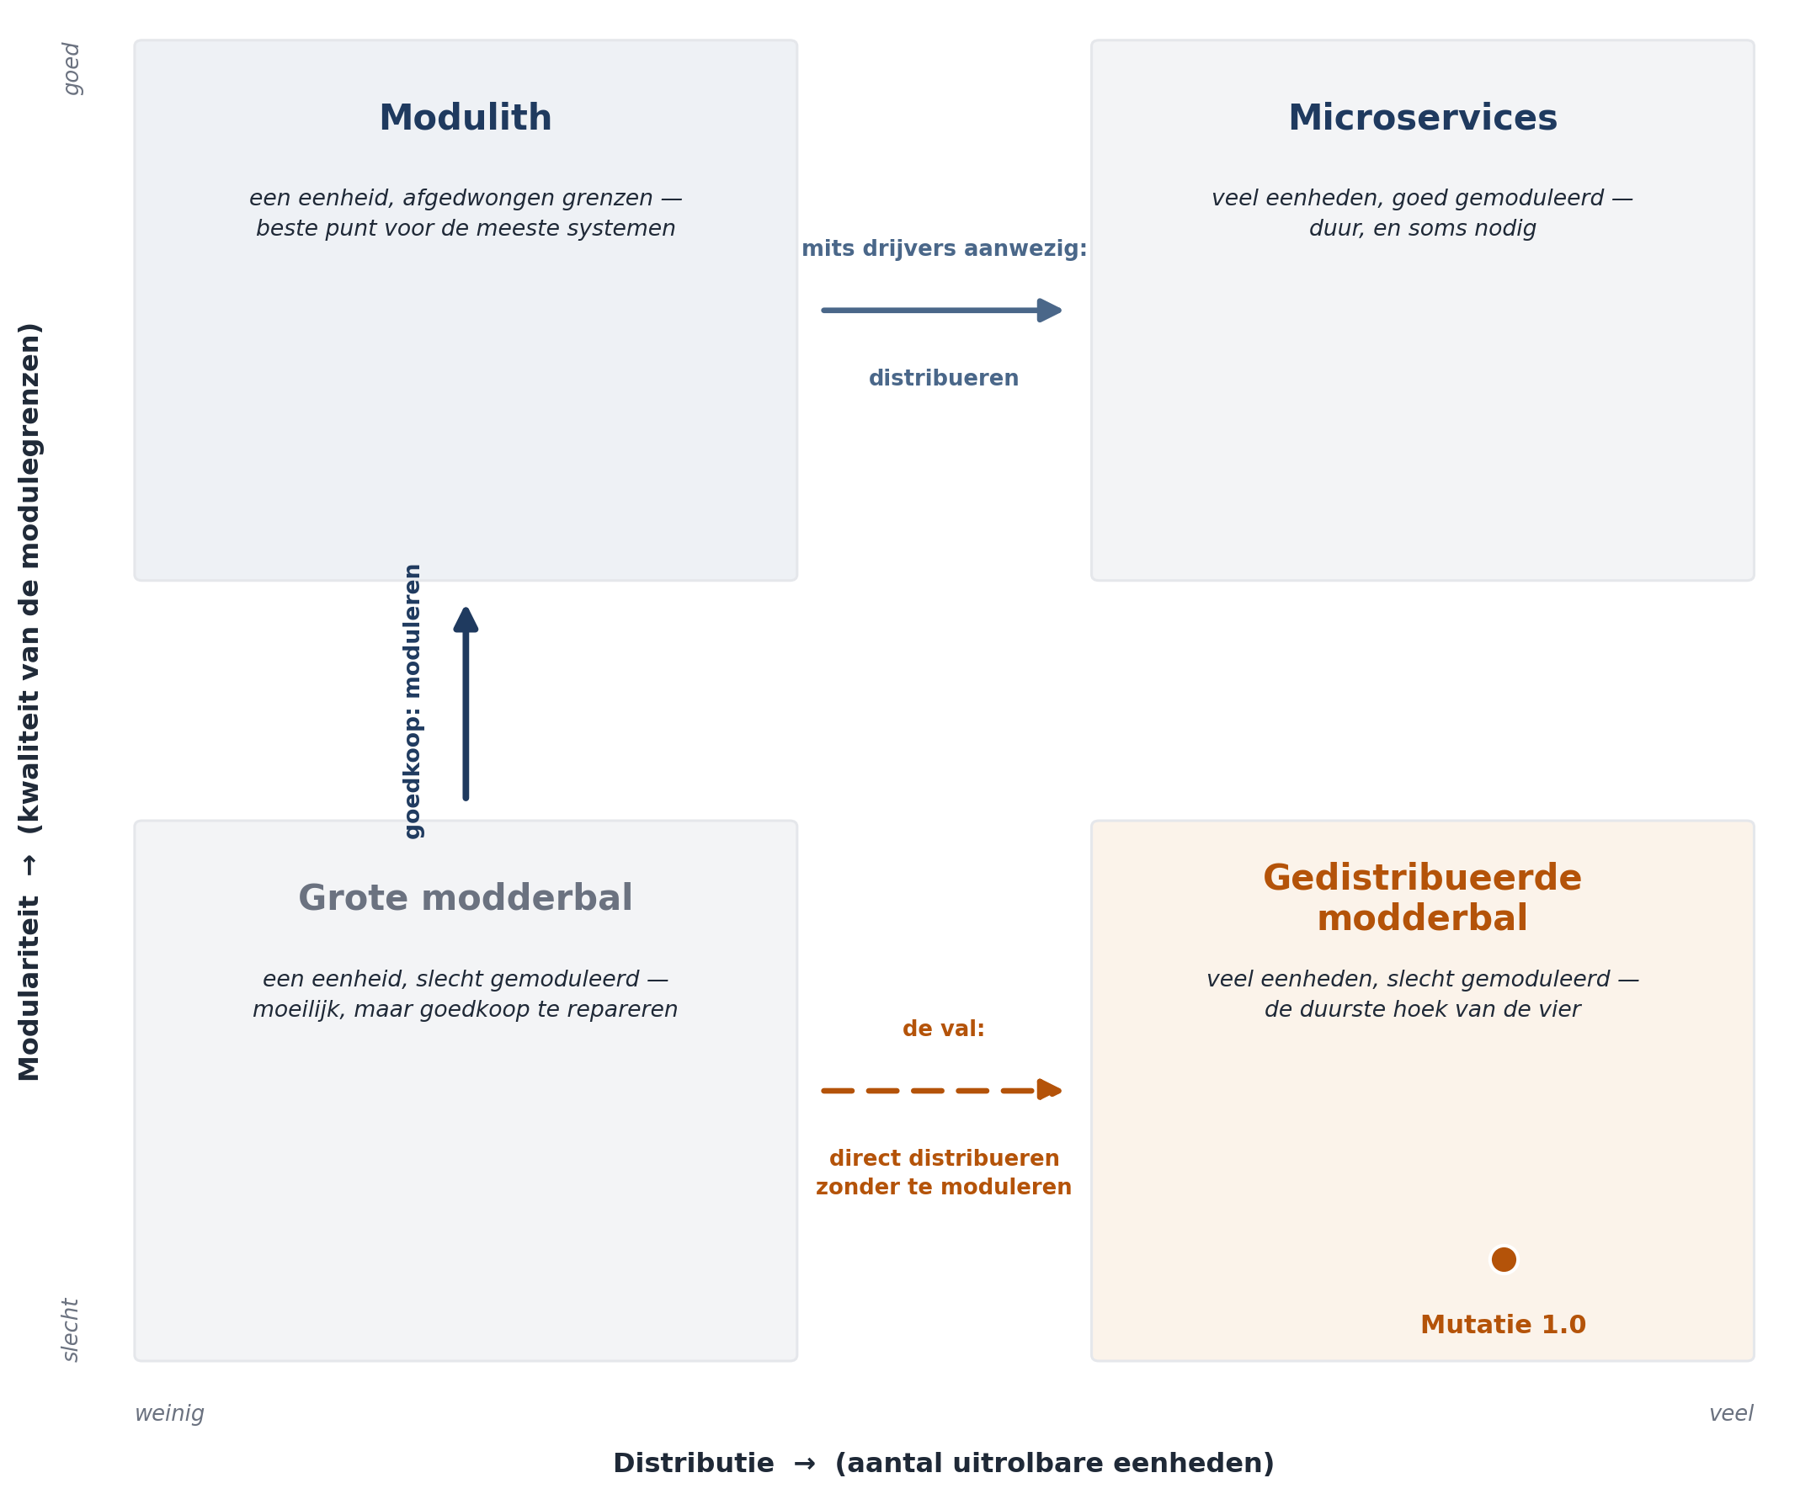 goed
Modulith
een eenheid, afgedwongen grenzen —
beste punt voor de meeste systemen
mits drijvers aanwezig:
distribueren
Microservices
veel eenheden, goed gemoduleerd —
duur, en soms nodig
Modulariteit → (kwaliteit van de modulegrenzen)
goedkoop: moduleren
Grote modderbal
een eenheid, slecht gemoduleerd —
moeilijk, maar goedkoop te repareren
de val:
direct distribueren
zonder te moduleren
Gedistribueerde
modderbal
veel eenheden, slecht gemoduleerd —
de duurste hoek van de vier
Mutatie 1.0
slecht
weinig
veel
Distributie → (aantal uitrolbare eenheden)